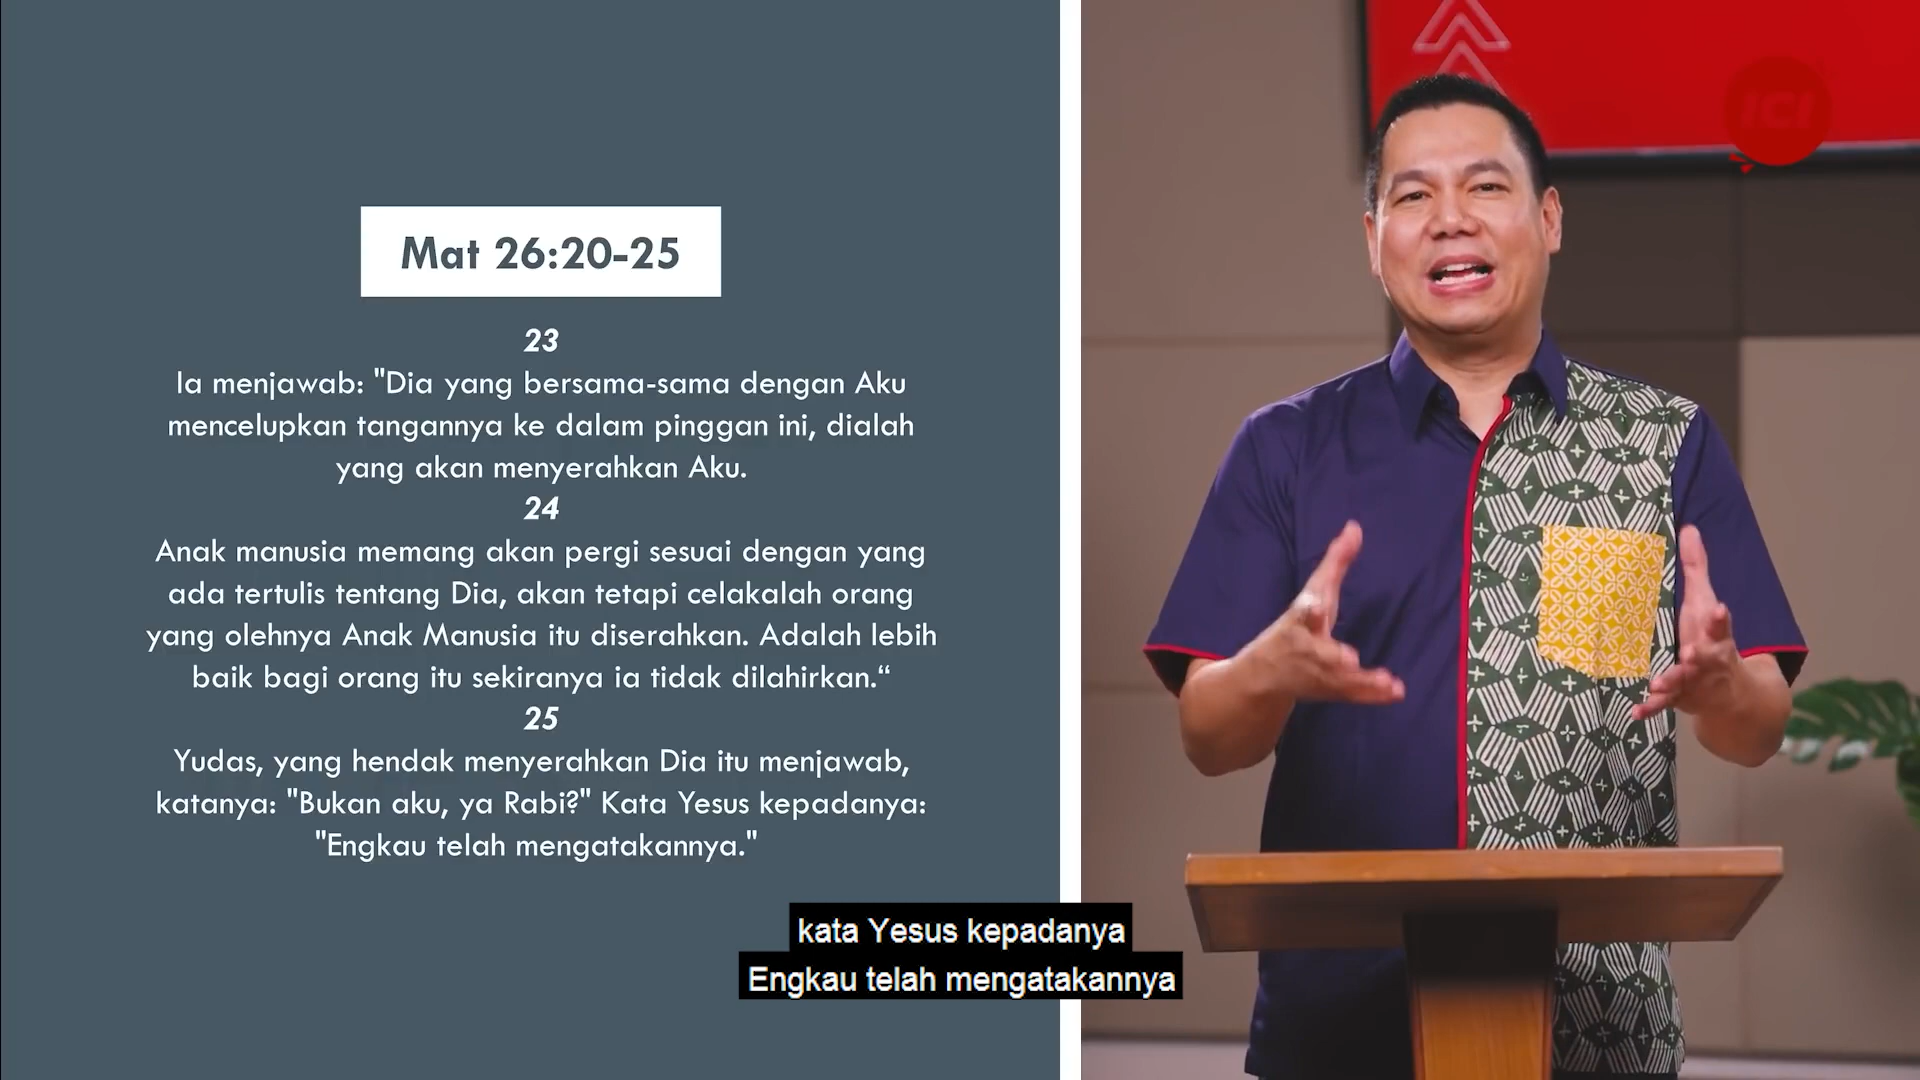 Mat 26:20-25
23
Ia menjawab: "Dia yang bersama-sama dengan Aku
mencelupkan tangannya ke dalam pinggan ini, dialah
yang akan menyerahkan Aku.
24
Anak manusia memang akan pergi sesuai dengan yang
ada tertulis tentang Dia, akan tetapi celakalah orang
yang olehnya Anak Manusia itu diserahkan. Adalah lebih
baik bagi orang itu sekiranya ia tidak dilahirkan.“
25
Yudas, yang hendak menyerahkan Dia itu menjawab,
katanya: "Bukan aku, ya Rabi?" Kata Yesus kepadanya:
"Engkau telah mengatakannya."
kata Yesus kepadanya
Engkau telah mengatakannya
ICI